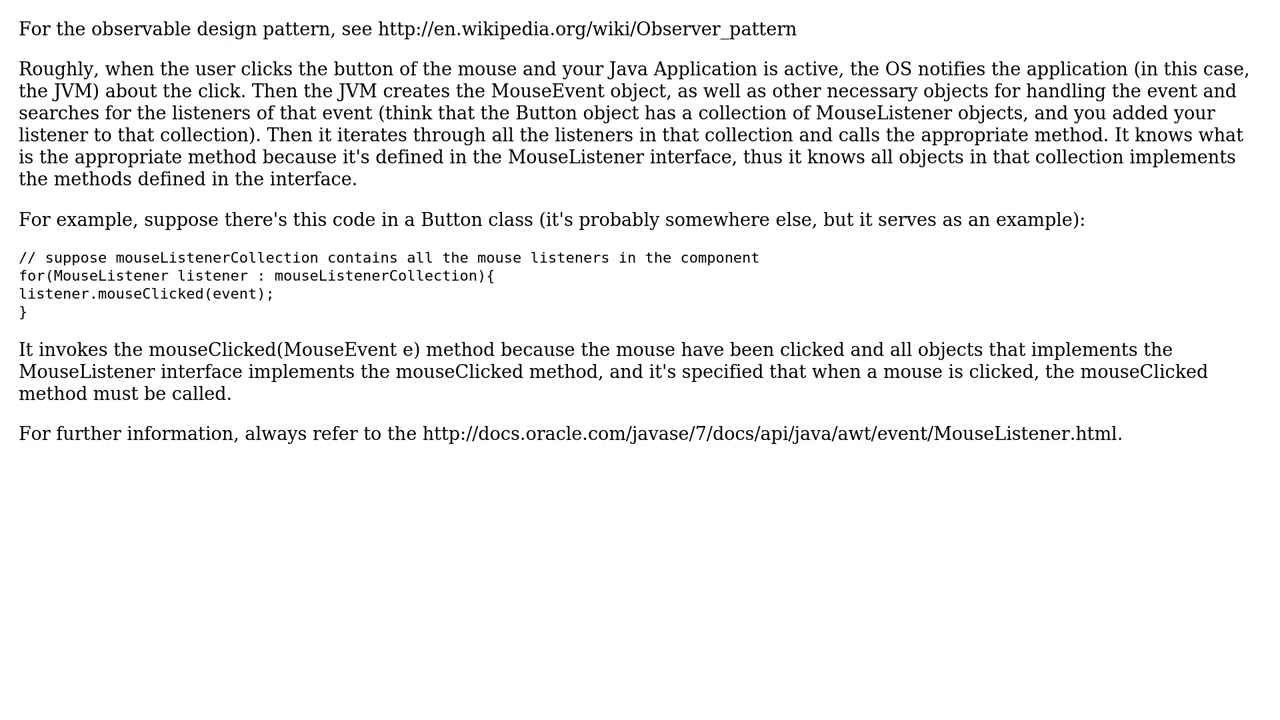 For the observable design pattern, see http://en.wikipedia.org/wiki/Observer_pattern
Roughly, when the user clicks the button of the mouse and your Java Application is active, the OS notifies the application (in this case,
the JVM) about the click. Then the JVM creates the MouseEvent object, as well as other necessary objects for handling the event and
searches for the listeners of that event (think that the Button object has a collection of MouseListener objects, and you added your
listener to that collection). Then it iterates through all the listeners in that collection and calls the appropriate method. It knows what
is the appropriate method because it's defined in the MouseListener interface, thus it knows all objects in that collection implements
the methods defined in the interface.
For example, suppose there's this code in a Button class (it's probably somewhere else, but it serves as an example):
// suppose mouseListenerCollection contains all the mouse listeners in the component
for(MouseListener listener : mouseListenerCollection){
listener.mouseClicked(event);
}
It invokes the mouseClicked(MouseEvent e) method because the mouse have been clicked and all objects that implements the
MouseListener interface implements the mouseClicked method, and it's specified that when a mouse is clicked, the mouseClicked
method must be called.
For further information, always refer to the http://docs.oracle.com/javase/7/docs/api/java/awt/event/MouseListener.html.